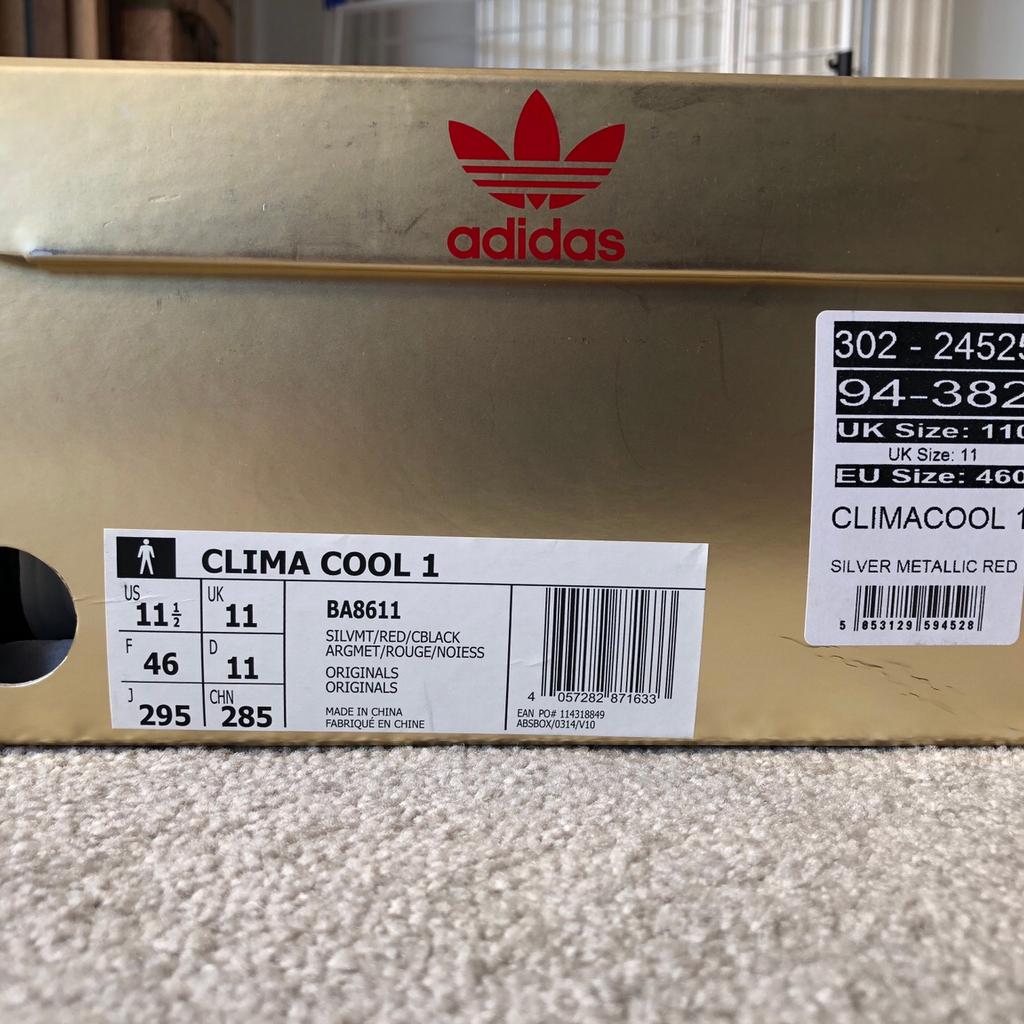 adidas
302 - 24525
94-382
UK Size: 110
UK Size: 11
EU Size: 460
CLIMACOOL 1
SILVER METALLIC RED
5 853129 594528
CLIMA COOL 1
US 11 1/2
UK 11
F 46
D 11
J 295
CHN 285
BA8611
SILVMT/RED/CBLACK
ARGMET/ROUGE/NOIESS
ORIGINALS
ORIGINALS
MADE IN CHINA
FABRIQUÉ EN CHINE
4 057282 871633
EAN PO# 114318849
ABSBOX/0314/V10